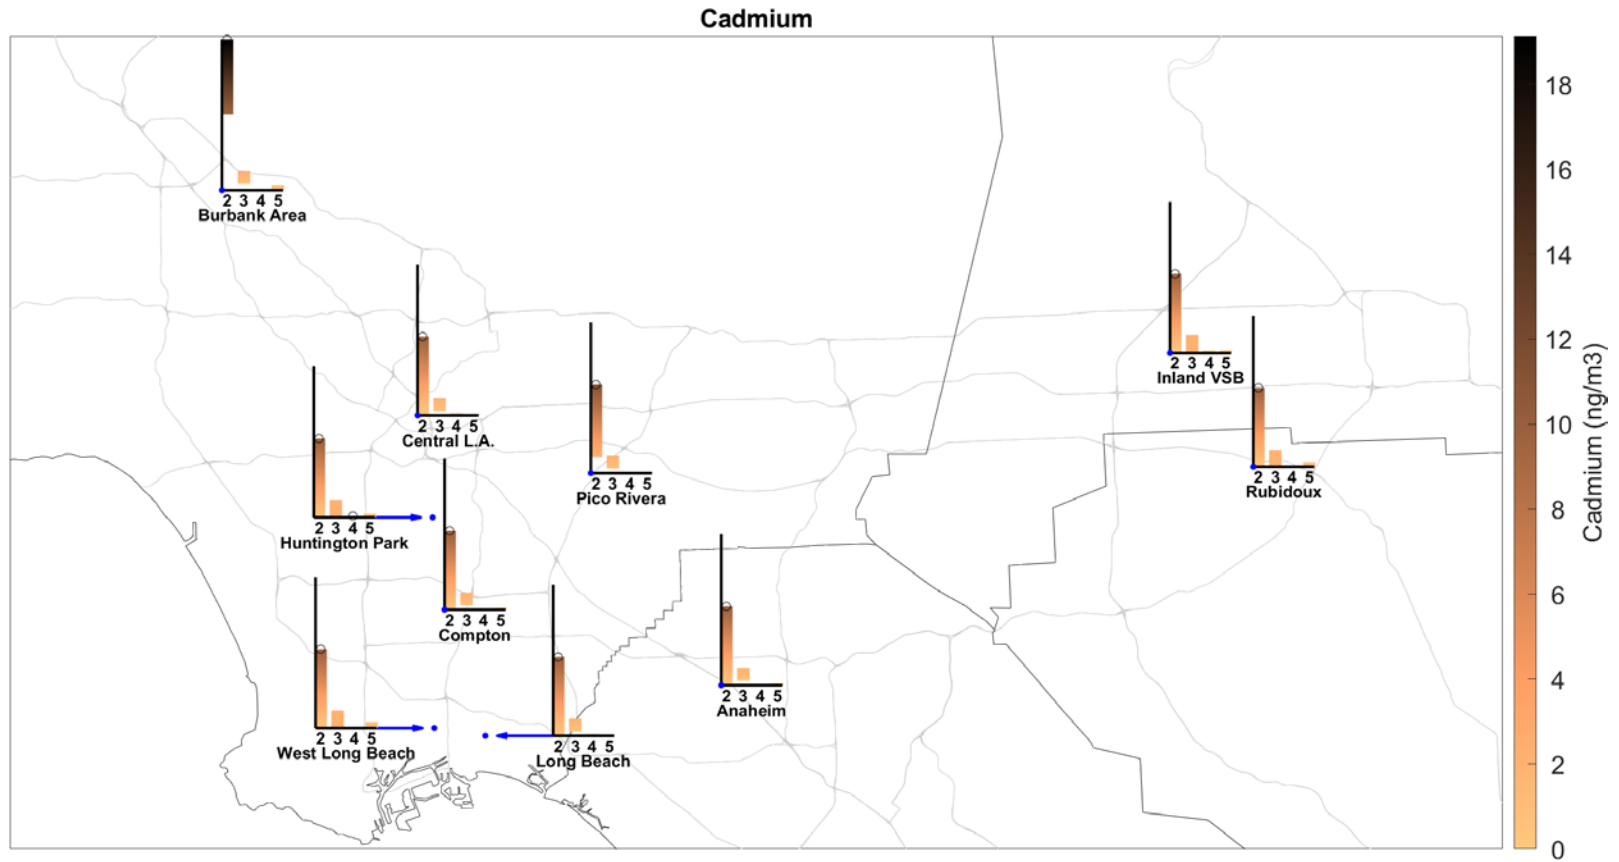 Cadmium
2 3 4 5
Burbank Area
2 3 4 5
Central L.A.
2 3 4 5
Pico Rivera
2 3 4 5
Inland VSB
2 3 4 5
Rubidoux
2 3 4 5
Huntington Park
2 3 4 5
Compton
2 3 4 5
West Long Beach
2 3 4 5
Long Beach
2 3 4 5
Anaheim
18
16
14
12
10
8
6
4
2
0
Cadmium (ng/m3)